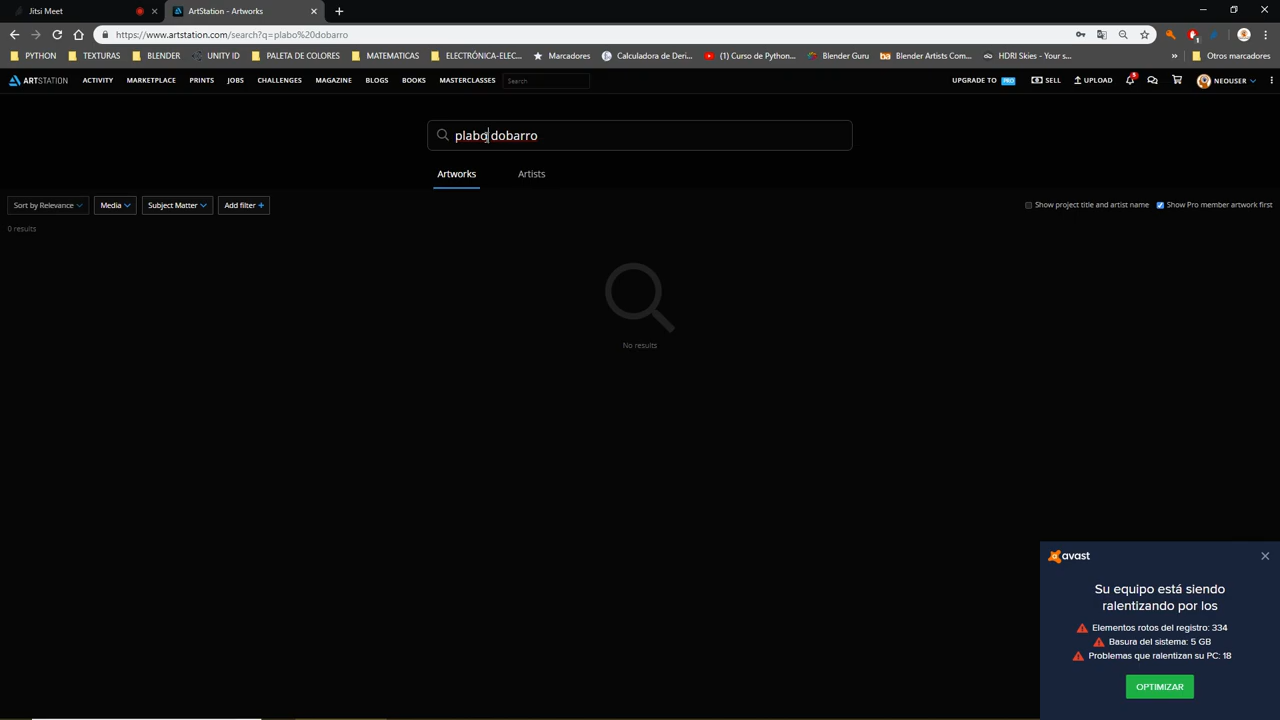 Jitsi Meet
ArtStation - Artworks
https://www.artstation.com/search?q=plabo%20dobarro
PYTHON TEXTURAS BLENDER UNITY ID PALETA DE COLORES MATEMATICAS ELECTRÓNICA-ELEC... Marcadores Calculadora de Deri... (1) Curso de Python... Blender Guru Blender Artists Com... HDRI Skies - Your s... » Otros marcadores
ARTSTATION ACTIVITY MARKETPLACE PRINTS JOBS CHALLENGES MAGAZINE BLOGS BOOKS MASTERCLASSES Search UPGRADE TO PRO SELL UPLOAD NEOUSER
plabo dobarro
Artworks Artists
Sort by Relevance Media Subject Matter Add filter + Show project title and artist name Show Pro member artwork first
0 results
No results
avast
Su equipo está siendo
ralentizando por los
Elementos rotos del registro: 334
Basura del sistema: 5 GB
Problemas que ralentizan su PC: 18
OPTIMIZAR